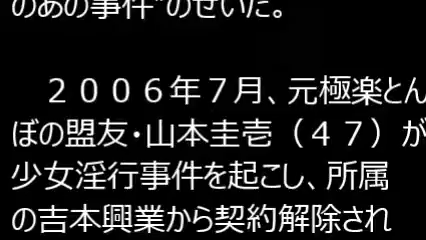 のあの事件”のせいだ。
２００６年７月、元極楽とん
ぼの盟友・山本圭壱（４７）が
少女淫行事件を起こし、所属
の吉本興業から契約解除され